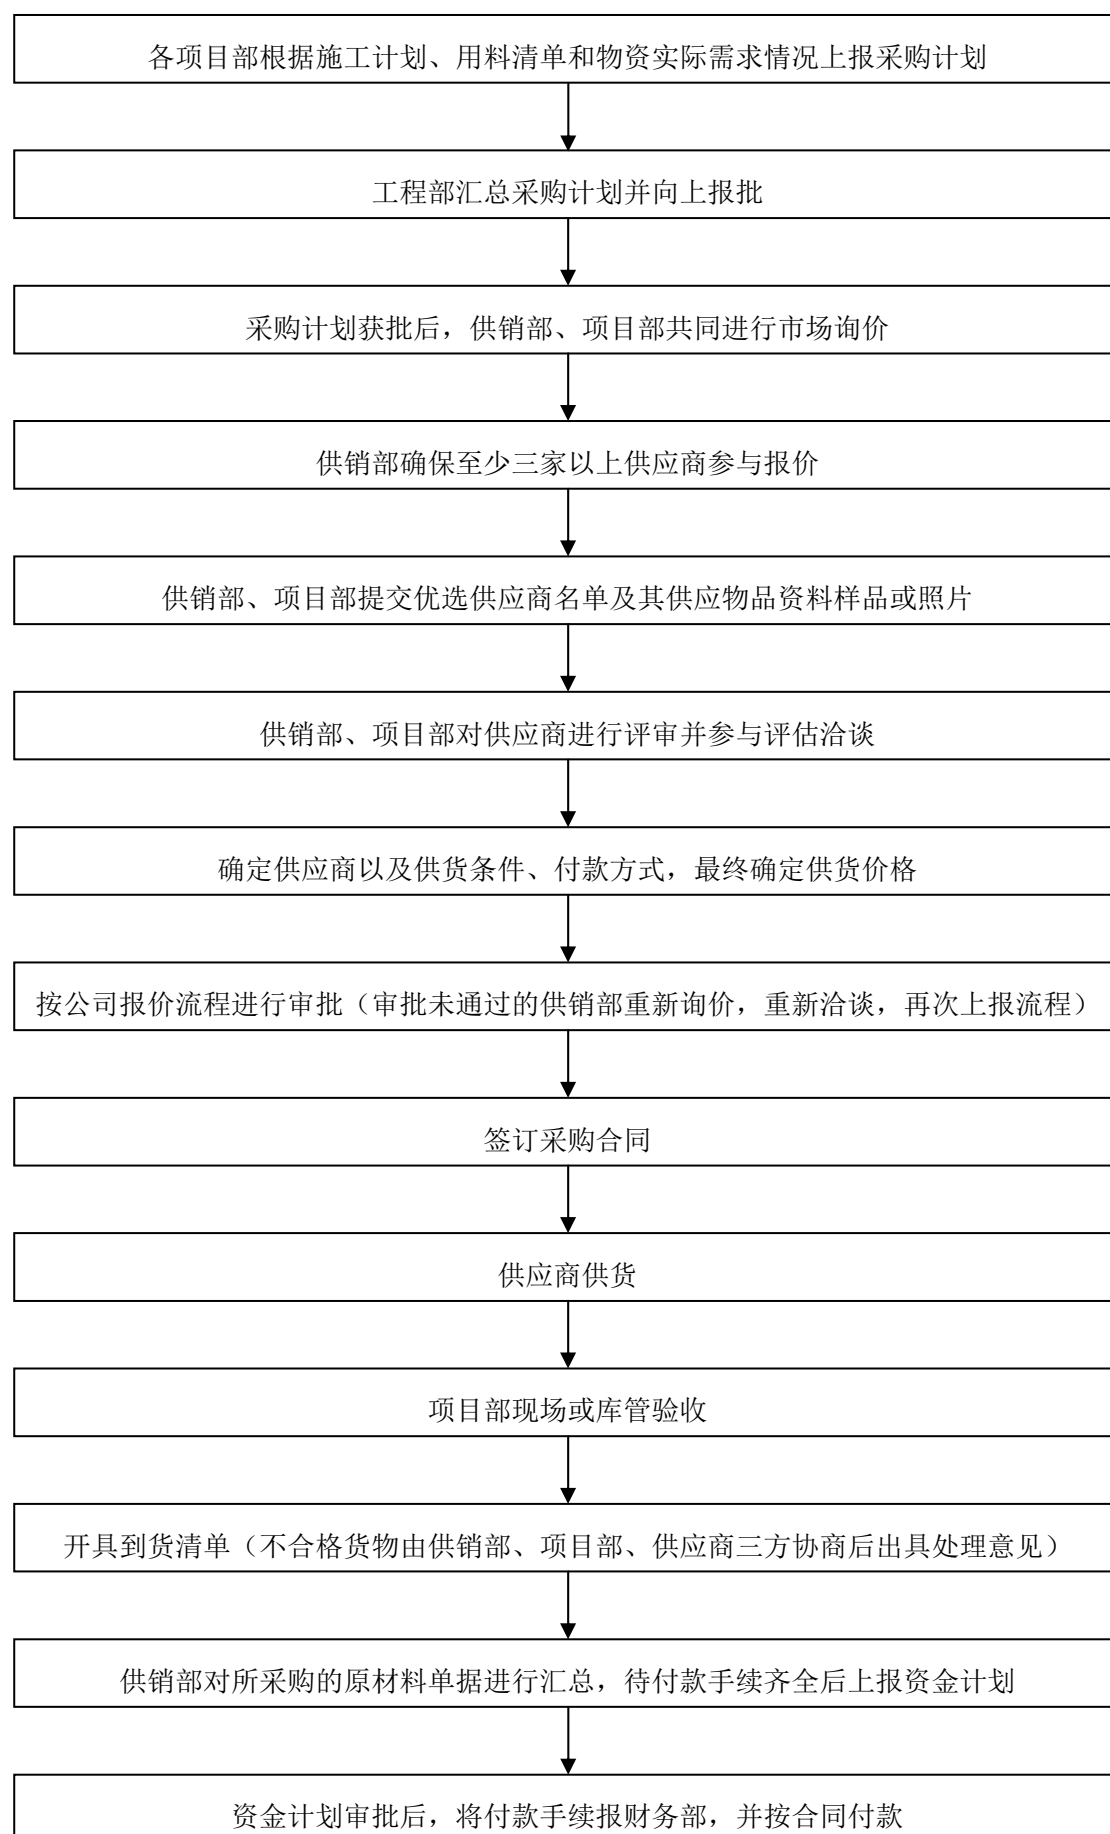 各项目部根据施工计划、用料清单和物资实际需求情况上报采购计划
工程部汇总采购计划并向上报批
采购计划获批后，供销部、项目部共同进行市场询价
供销部确保至少三家以上供应商参与报价
供销部、项目部提交优选供应商名单及其供应物品资料样品或照片
供销部、项目部对供应商进行评审并参与评估洽谈
确定供应商以及供货条件、付款方式，最终确定供货价格
按公司报价流程进行审批（审批未通过的供销部重新询价，重新洽谈，再次上报流程）
签订采购合同
供应商供货
项目部现场或库管验收
开具到货清单（不合格货物由供销部、项目部、供应商三方协商后出具处理意见）
供销部对所采购的原材料单据进行汇总，待付款手续齐全后上报资金计划
资金计划审批后，将付款手续报财务部，并按合同付款